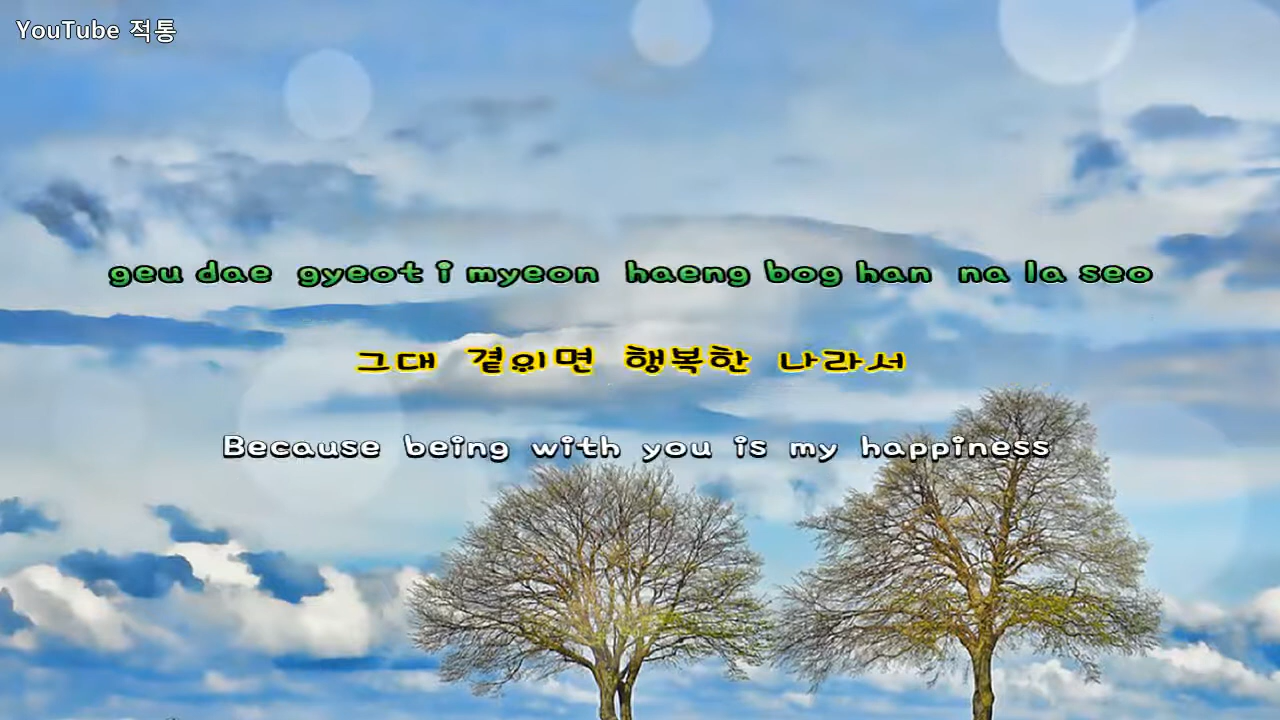 YouTube 적통
geu dae gyeot i myeon haeng bog han na la seo
그대 곁이면 행복한 나라서
Because being with you is my happiness